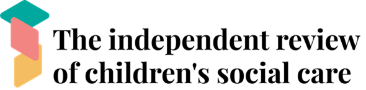 The independent review
of children's social care